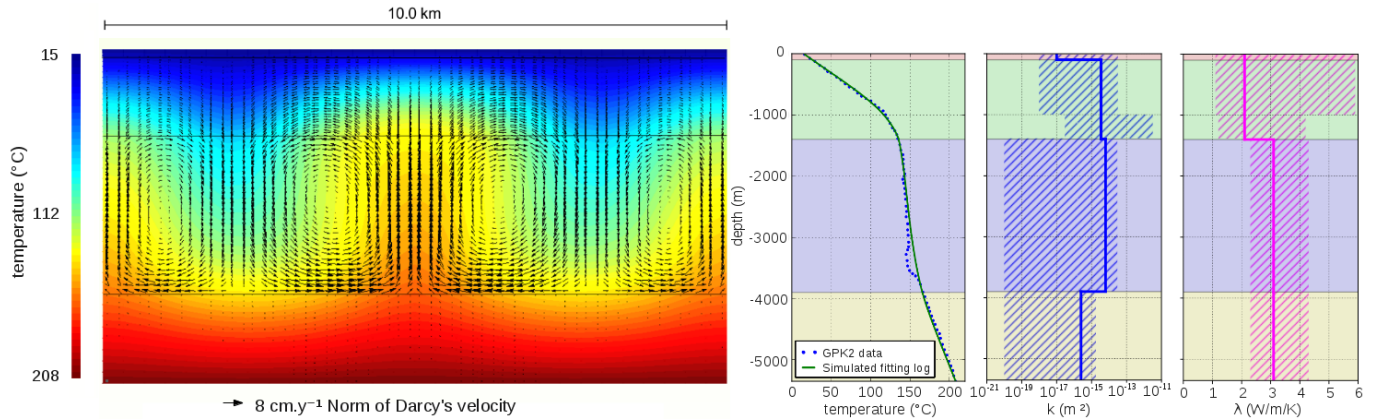 10.0 km
15
112
208
temperature (°C)
8 cm.y⁻¹ Norm of Darcy's velocity
0
-1000
-2000
-3000
-4000
-5000
depth (m)
GPK2 data
Simulated fitting log
0 50 100 150 200
temperature (°C)
10⁻²¹ 10⁻¹⁹ 10⁻¹⁷ 10⁻¹⁵ 10⁻¹³ 10⁻¹¹
k (m²)
0 1 2 3 4 5 6
λ (W/m/K)